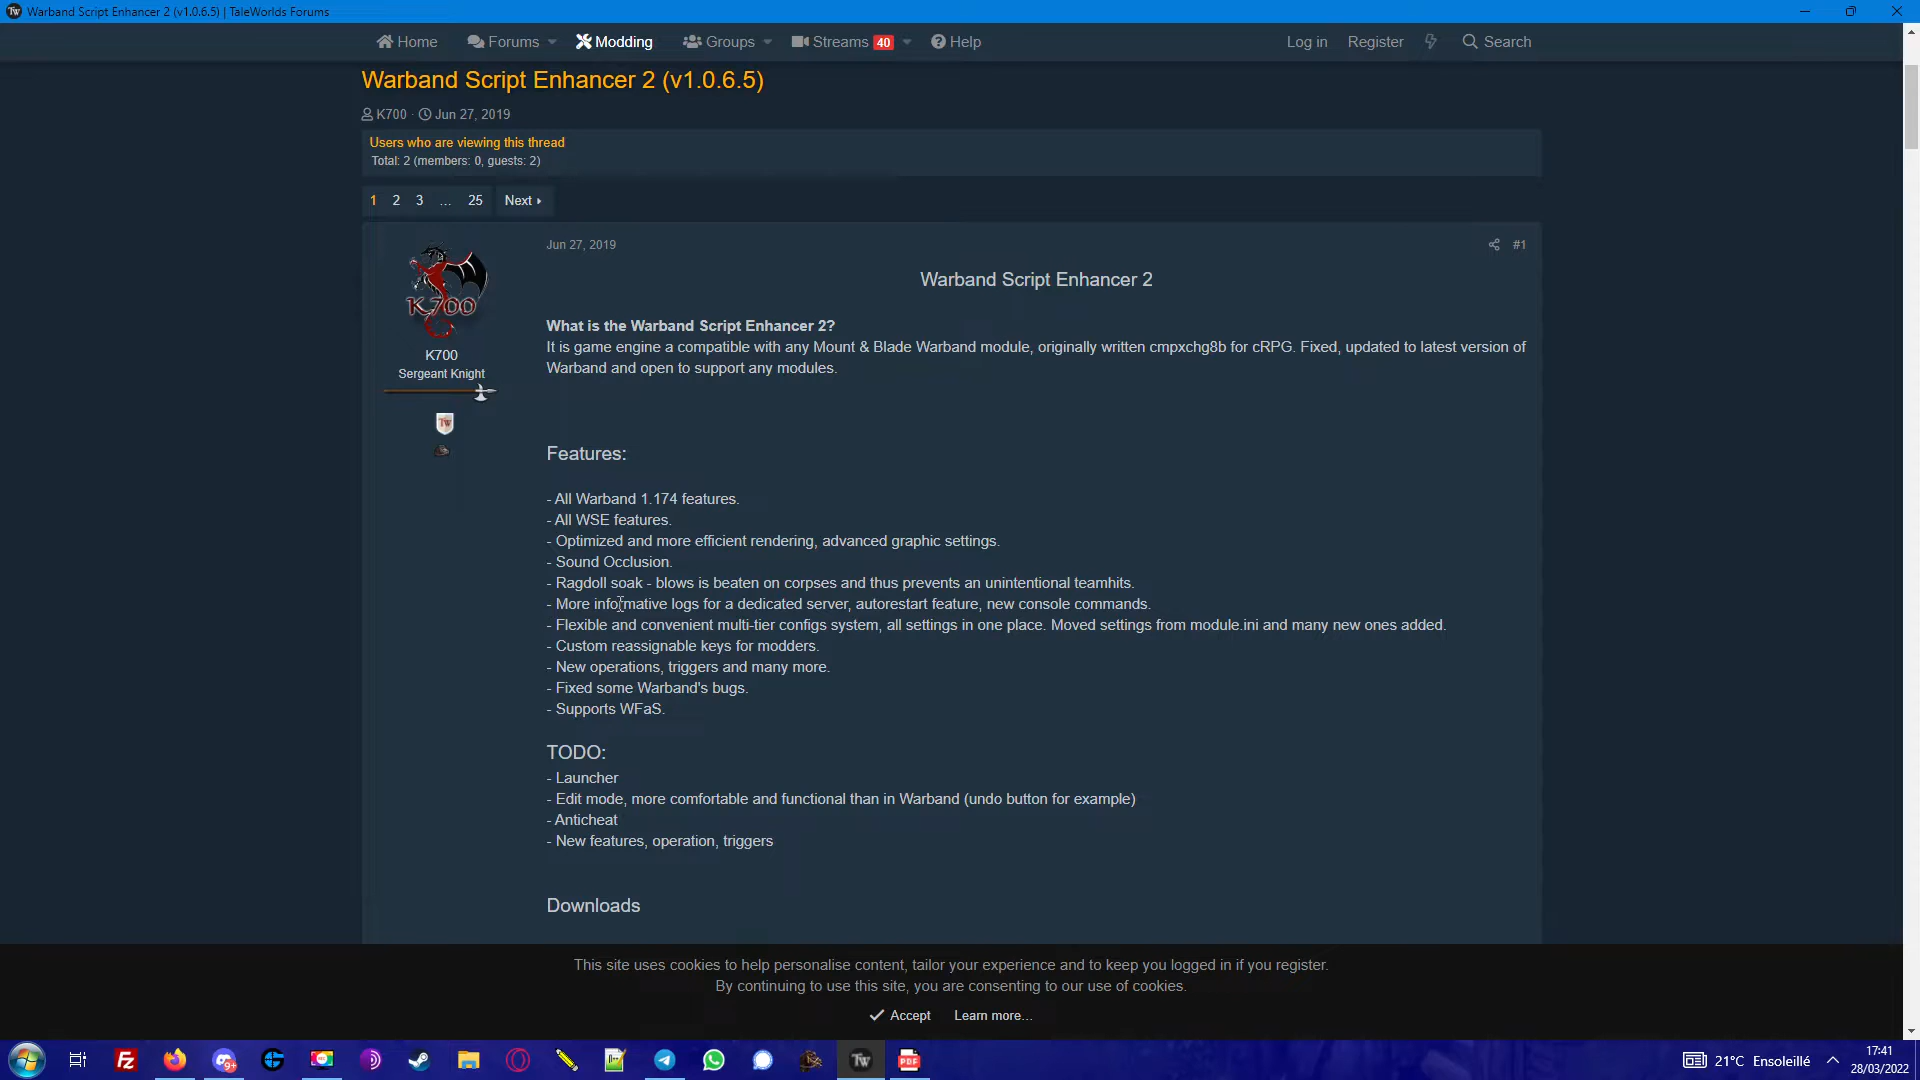 Warband Script Enhancer 2 (v1.0.6.5) | TaleWorlds Forums
Home Forums Modding Groups Streams 40 Help Log in Register Search
Warband Script Enhancer 2 (v1.0.6.5)
K700 · Jun 27, 2019
Users who are viewing this thread
Total: 2 (members: 0, guests: 2)
1 2 3 … 25 Next
Jun 27, 2019 #1
Warband Script Enhancer 2
K700
K700
Sergeant Knight
TW
What is the Warband Script Enhancer 2?
It is game engine a compatible with any Mount & Blade Warband module, originally written cmpxchg8b for cRPG. Fixed, updated to latest version of
Warband and open to support any modules.
Features:
- All Warband 1.174 features.
- All WSE features.
- Optimized and more efficient rendering, advanced graphic settings.
- Sound Occlusion.
- Ragdoll soak - blows is beaten on corpses and thus prevents an unintentional teamhits.
- More informative logs for a dedicated server, autorestart feature, new console commands.
- Flexible and convenient multi-tier configs system, all settings in one place. Moved settings from module.ini and many new ones added.
- Custom reassignable keys for modders.
- New operations, triggers and many more.
- Fixed some Warband's bugs.
- Supports WFaS.
TODO:
- Launcher
- Edit mode, more comfortable and functional than in Warband (undo button for example)
- Anticheat
- New features, operation, triggers
Downloads
This site uses cookies to help personalise content, tailor your experience and to keep you logged in if you register.
By continuing to use this site, you are consenting to our use of cookies.
Accept Learn more…
21°C Ensoleillé
17:41
28/03/2022